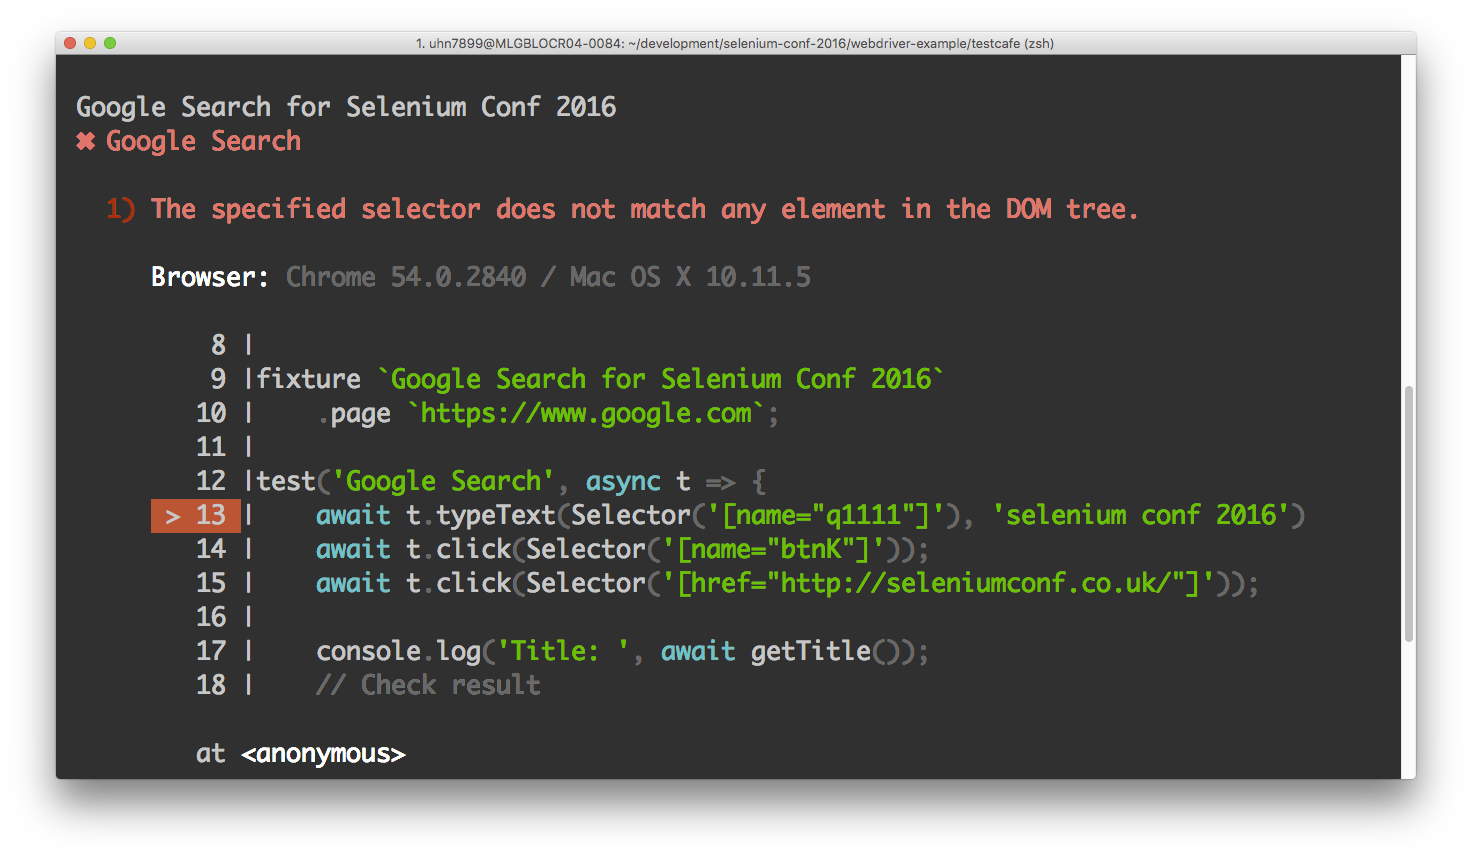 1. uhn7899@MLGBLOCR04-0084: ~/development/selenium-conf-2016/webdriver-example/testcafe (zsh)
Google Search for Selenium Conf 2016
✖ Google Search
1) The specified selector does not match any element in the DOM tree.
Browser: Chrome 54.0.2840 / Mac OS X 10.11.5
8 |
9 |fixture `Google Search for Selenium Conf 2016`
10 |    .page `https://www.google.com`;
11 |
12 |test('Google Search', async t => {
> 13 |    await t.typeText(Selector('[name="q1111"]'), 'selenium conf 2016')
14 |    await t.click(Selector('[name="btnK"]'));
15 |    await t.click(Selector('[href="http://seleniumconf.co.uk/"]'));
16 |
17 |    console.log('Title: ', await getTitle());
18 |    // Check result
at <anonymous>